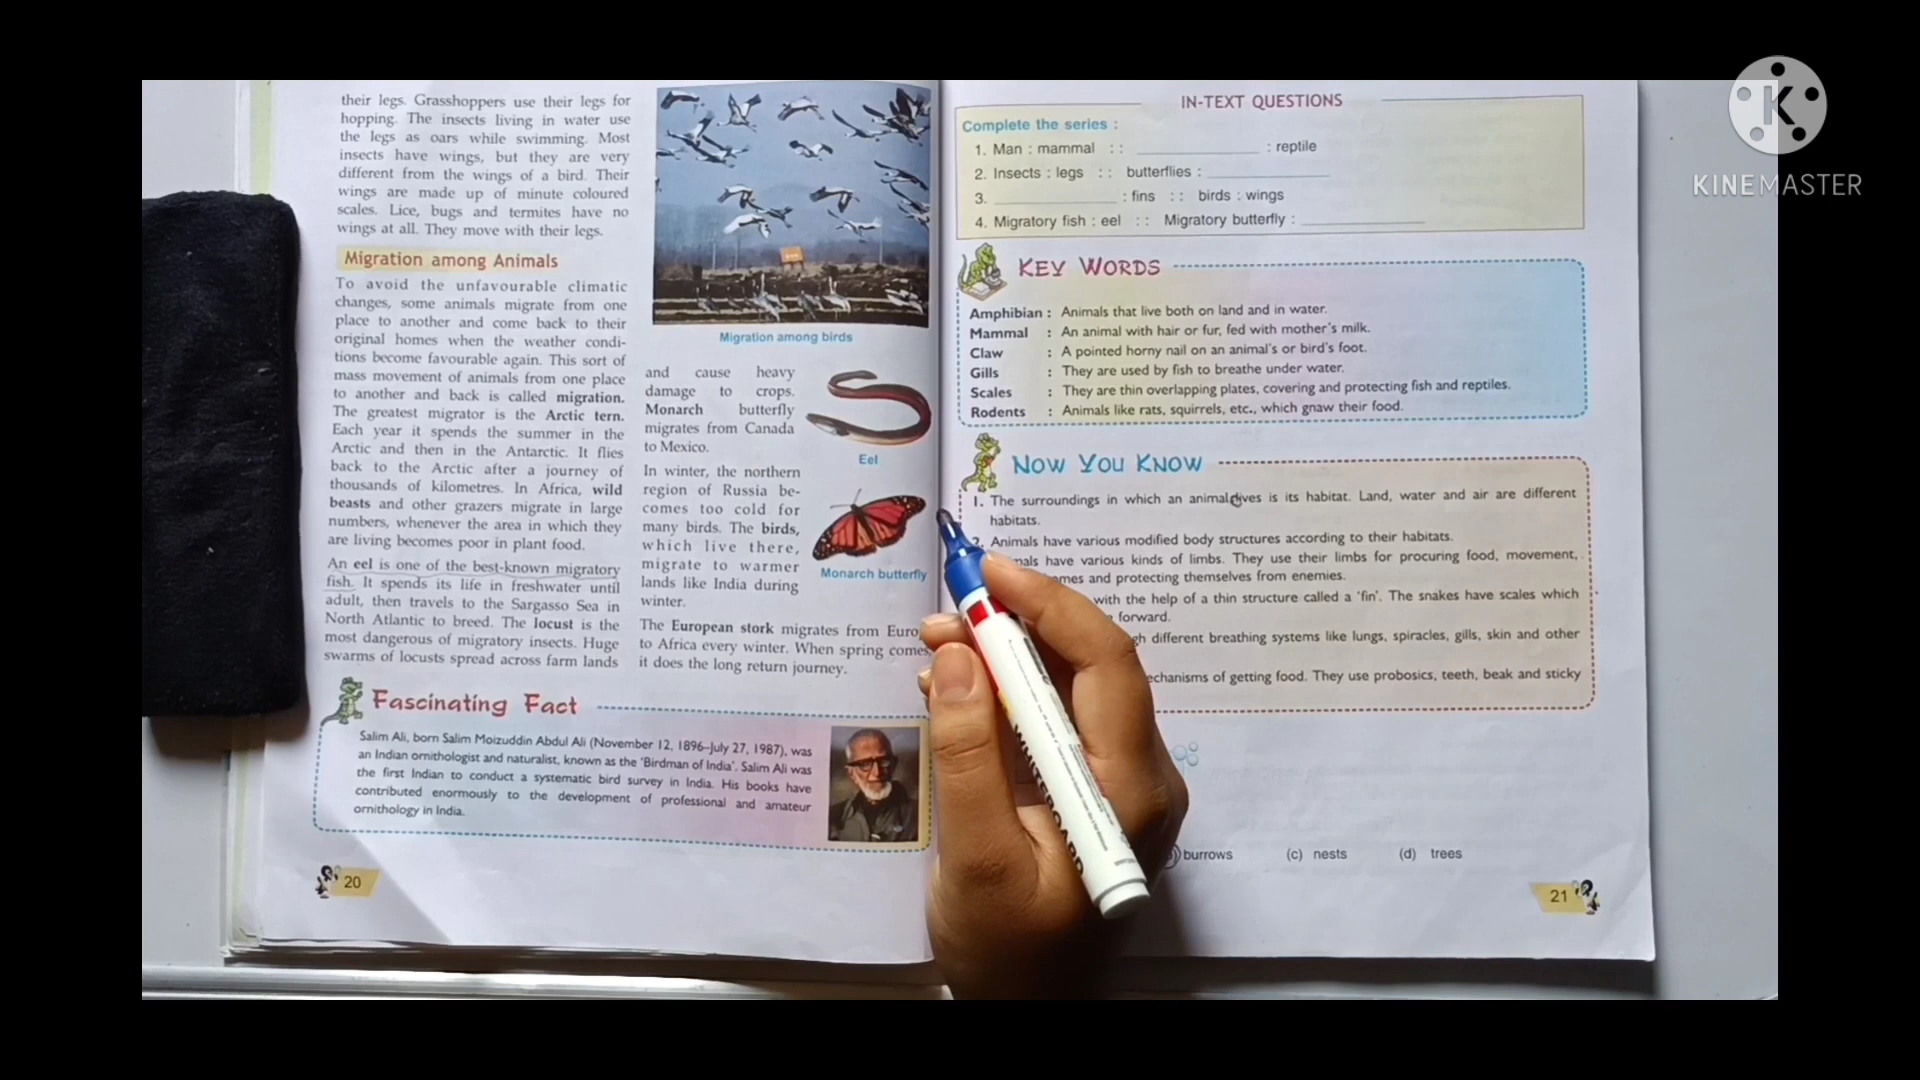 their legs. Grasshoppers use their legs for
hopping. The insects living in water use
the legs as oars while swimming. Most
insects have wings, but they are very
different from the wings of a bird. Their
wings are made up of minute coloured
scales. Lice, bugs and termites have no
wings at all. They move with their legs.
Migration among Animals
To avoid the unfavourable climatic
changes, some animals migrate from one
place to another and come back to their
original homes when the weather condi-
tions become favourable again. This sort of
mass movement of animals from one place
to another and back is called migration.
The greatest migrator is the Arctic tern.
Each year it spends the summer in the
Arctic and then in the Antarctic. It flies
back to the Arctic after a journey of
thousands of kilometres. In Africa, wild
beasts and other grazers migrate in large
numbers, whenever the area in which they
are living becomes poor in plant food.
An eel is one of the best-known migratory
fish. It spends its life in freshwater until
adult, then travels to the Sargasso Sea in
North Atlantic to breed. The locust is the
most dangerous of migratory insects. Huge
swarms of locusts spread across farm lands
Migration among birds
and cause heavy
damage to crops.
Monarch butterfly
migrates from Canada
to Mexico.
Eel
In winter, the northern
region of Russia be-
comes too cold for
many birds. The birds,
which live there,
migrate to warmer
lands like India during
winter.
Monarch butterfly
The European stork migrates from Euro
to Africa every winter. When spring comes,
it does the long return journey.
Fascinating Fact
Salim Ali, born Salim Moizuddin Abdul Ali (November 12, 1896–July 27, 1987), was
an Indian ornithologist and naturalist, known as the 'Birdman of India'. Salim Ali was
the first Indian to conduct a systematic bird survey in India. His books have
contributed enormously to the development of professional and amateur
ornithology in India.
20
IN-TEXT QUESTIONS
Complete the series :
1. Man : mammal : : ____________ : reptile
2. Insects : legs : : butterflies : ____________
3. ____________ : fins : : birds : wings
4. Migratory fish : eel : : Migratory butterfly : ____________
KEY WORDS
Amphibian : Animals that live both on land and in water.
Mammal : An animal with hair or fur, fed with mother's milk.
Claw : A pointed horny nail on an animal's or bird's foot.
Gills : They are used by fish to breathe under water.
Scales : They are thin overlapping plates, covering and protecting fish and reptiles.
Rodents : Animals like rats, squirrels, etc., which gnaw their food.
NOW YOU KNOW
1. The surroundings in which an animal lives is its habitat. Land, water and air are different
habitats.
2. Animals have various modified body structures according to their habitats.
mals have various kinds of limbs. They use their limbs for procuring food, movement,
mes and protecting themselves from enemies.
with the help of a thin structure called a 'fin'. The snakes have scales which
forward.
gh different breathing systems like lungs, spiracles, gills, skin and other
echanisms of getting food. They use probosics, teeth, beak and sticky
burrows (c) nests (d) trees
21
WHITEBOARD
K
KINEMASTER